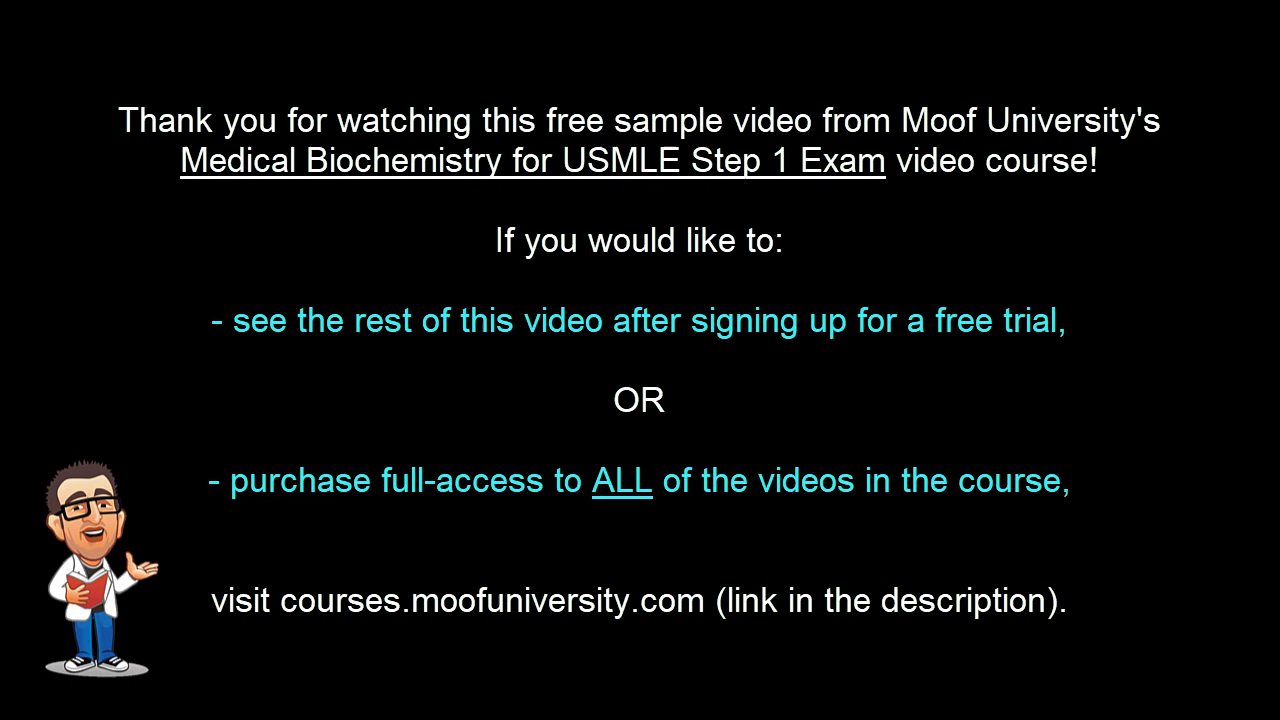 Thank you for watching this free sample video from Moof University's
Medical Biochemistry for USMLE Step 1 Exam video course!
If you would like to:
- see the rest of this video after signing up for a free trial,
OR
- purchase full-access to ALL of the videos in the course,
visit courses.moofuniversity.com (link in the description).